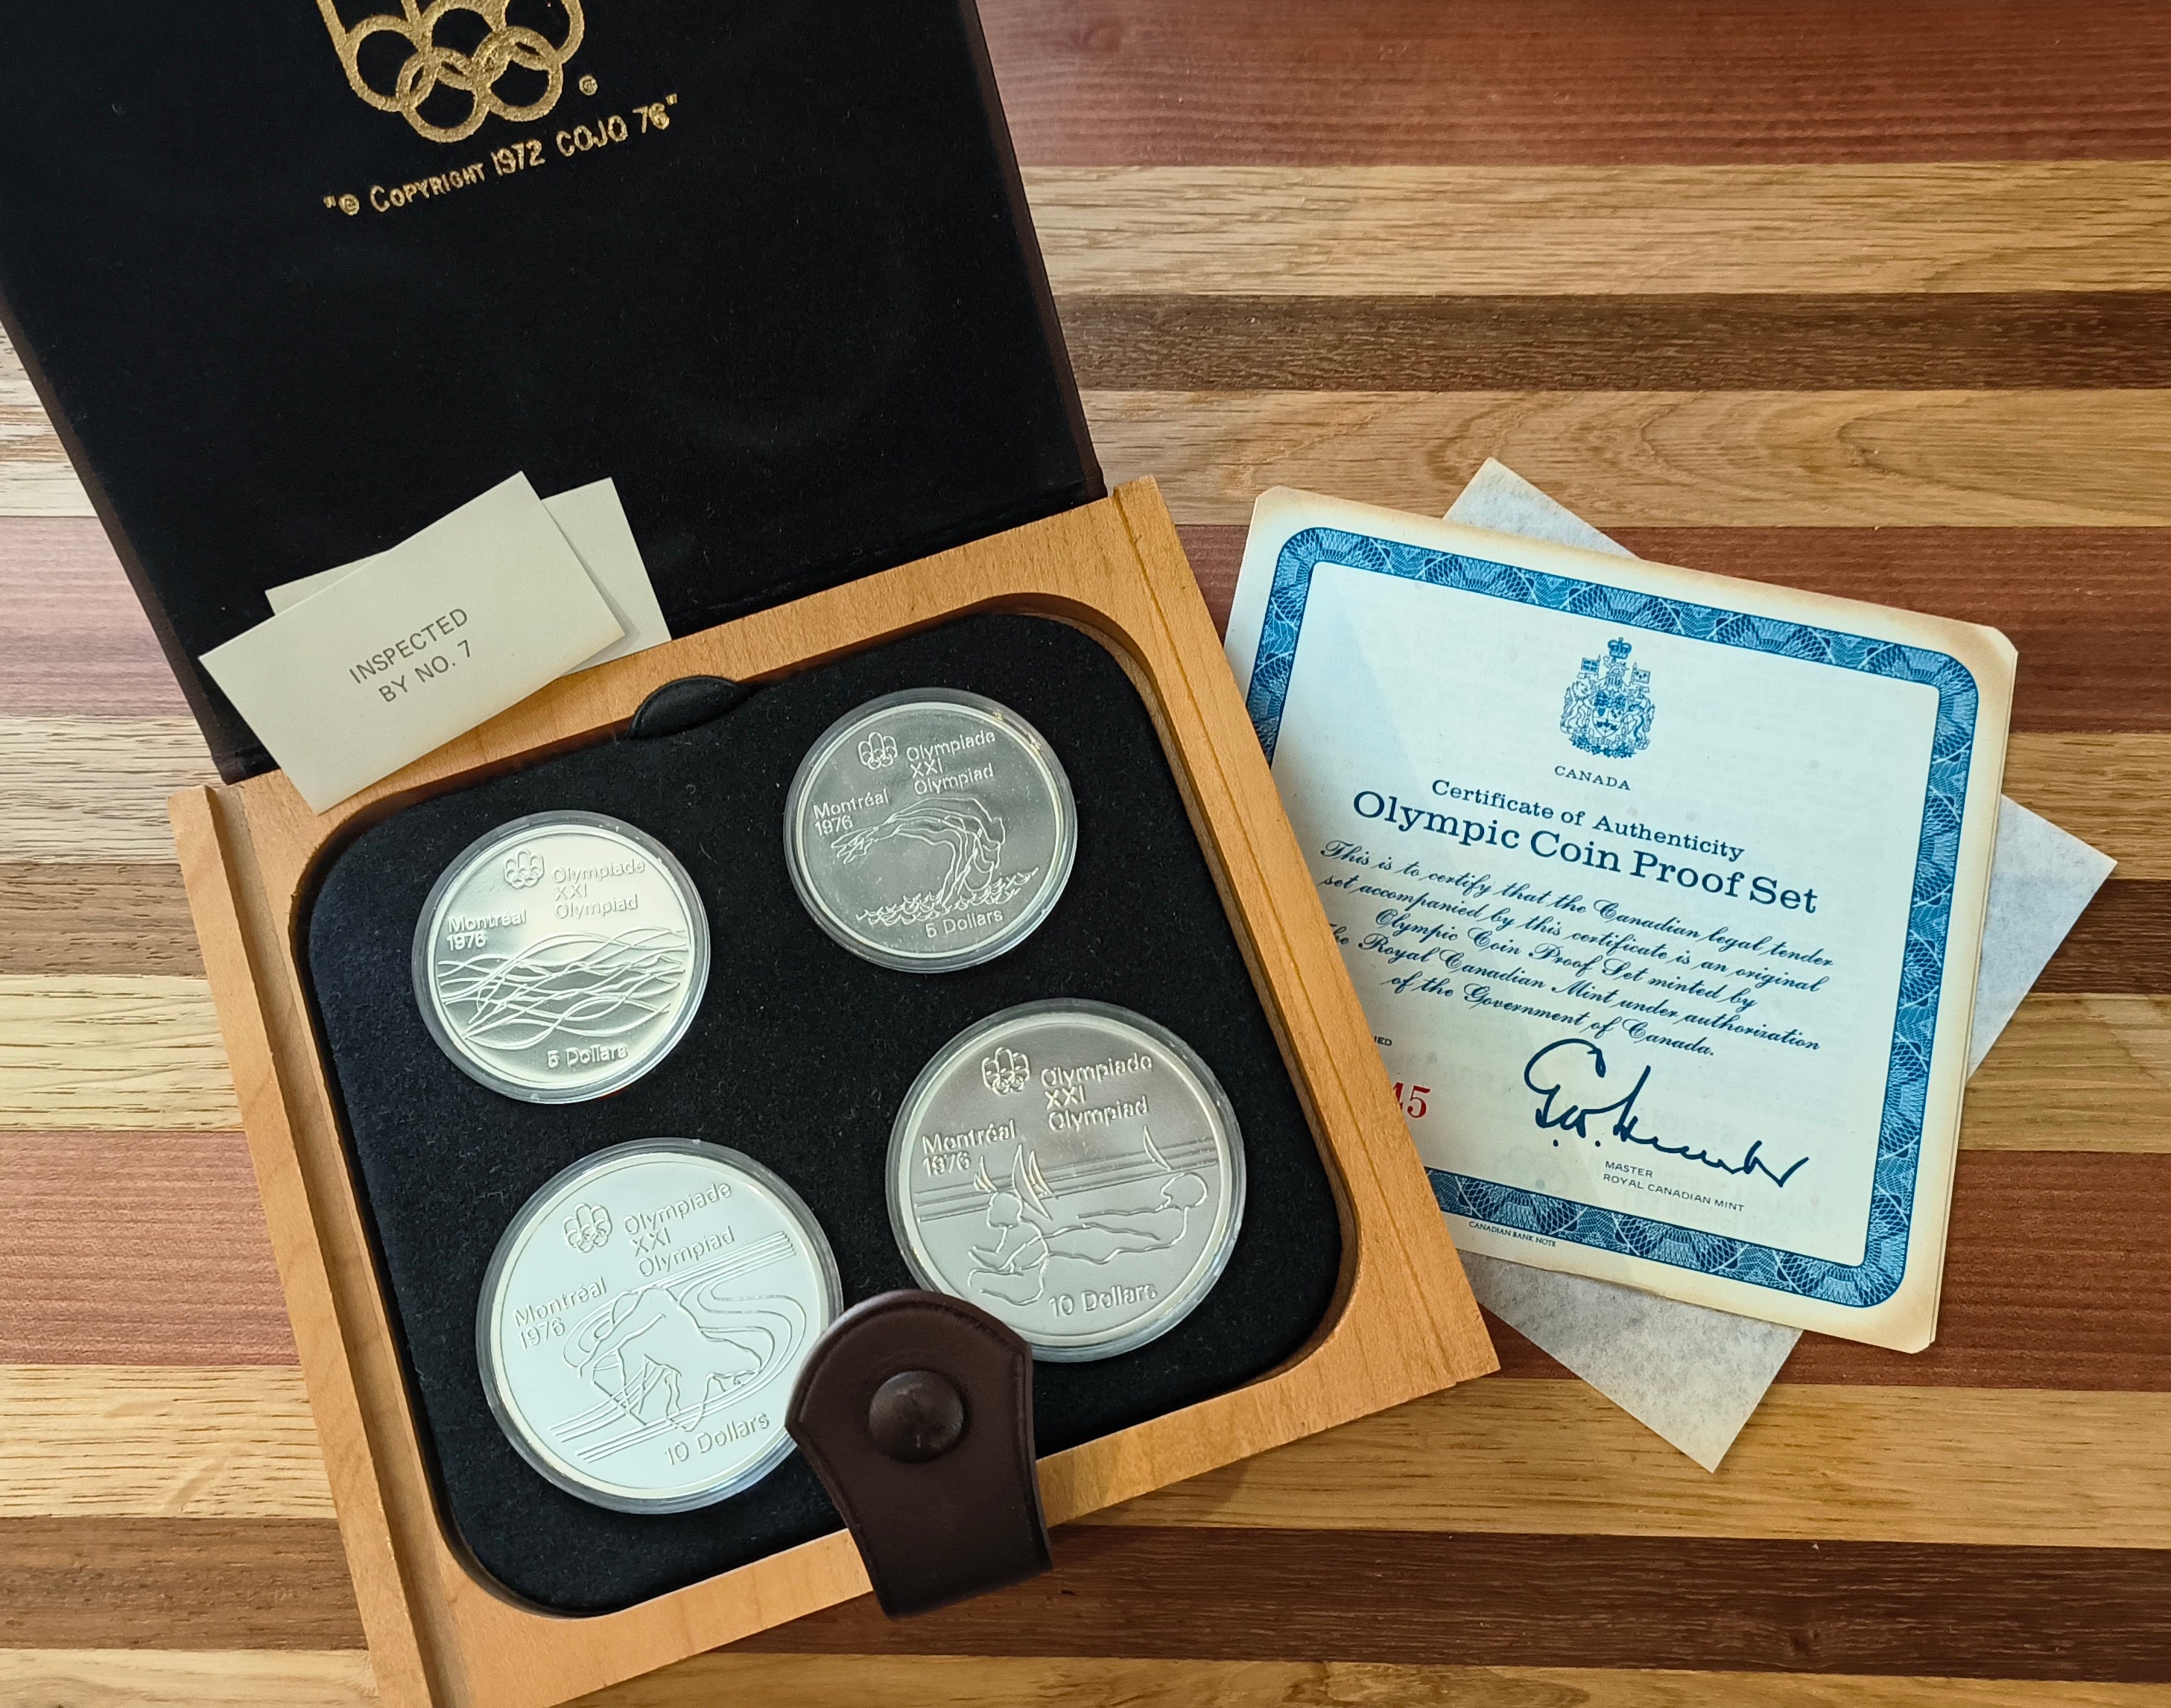 "© COPYRIGHT 1972 COJO 76"
©
INSPECTED
BY NO. 7
Olympiade
XXI
Olympiad
Montréal
1976
5 Dollars
Olympiade
XXI
Olympiad
Montréal
1976
5 Dollars
Olympiade
XXI
Olympiad
Montréal
1976
10 Dollars
Olympiade
XXI
Olympiad
Montréal
1976
10 Dollars
CANADA
Certificate of Authenticity
Olympic Coin Proof Set
This is to certify that the Canadian legal tender
set accompanied by this certificate is an original
Olympic Coin Proof Set minted by
Royal Canadian Mint under authorization
of the Government of Canada.
45
MASTER
ROYAL CANADIAN MINT
CANADIAN BANK NOTE